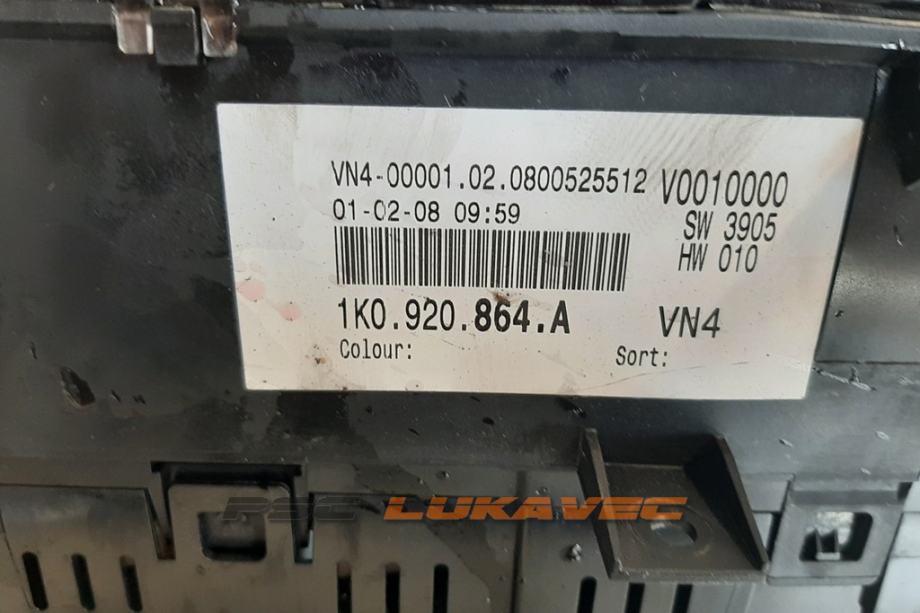 VN4-00001.02.0800525512 V0010000
01-02-08 09:59 SW 3905
HW 010
1K0.920.864.A VN4
Colour: Sort:
PSC LUKAVEC